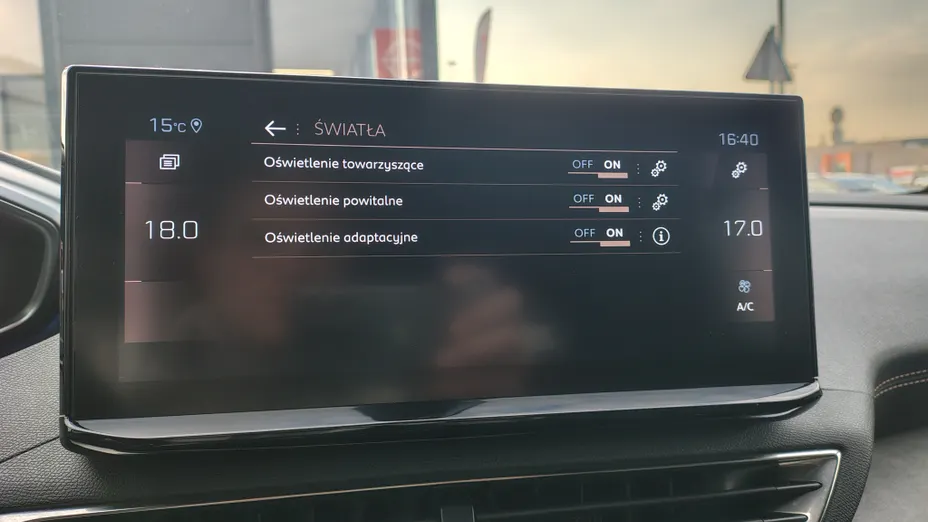 15°C
← : ŚWIATŁA
16:40
Oświetlenie towarzyszące OFF ON
Oświetlenie powitalne OFF ON
18.0
17.0
Oświetlenie adaptacyjne OFF ON
A/C